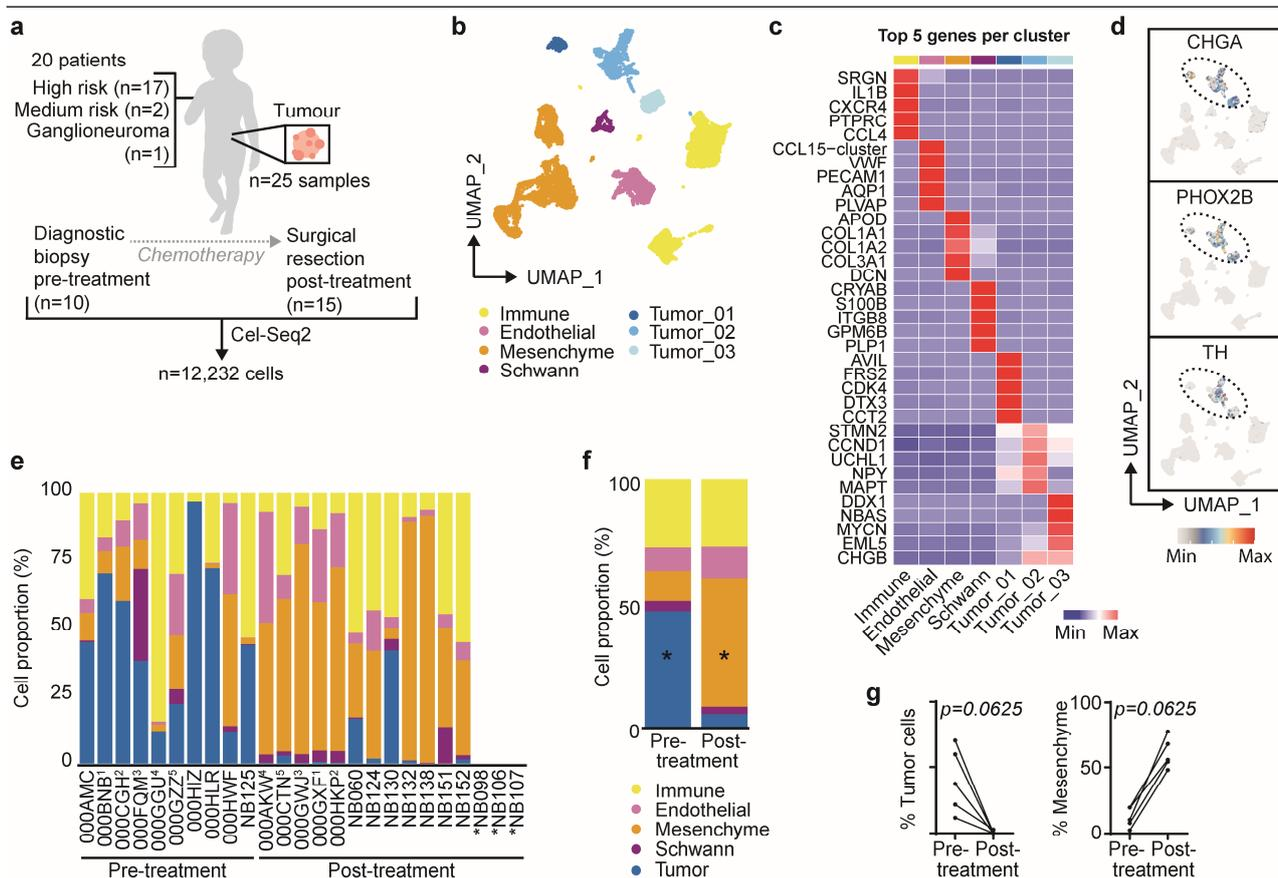 a
20 patients
High risk (n=17)
Medium risk (n=2)
Ganglioneuroma
(n=1)
Tumour
n=25 samples
Diagnostic
biopsy
pre-treatment
(n=10)
Chemotherapy
Surgical
resection
post-treatment
(n=15)
Cel-Seq2
n=12,232 cells
b
UMAP_2
UMAP_1
Immune
Endothelial
Mesenchyme
Schwann
Tumor_01
Tumor_02
Tumor_03
c
Top 5 genes per cluster
SRGN
IL1B
CXCR4
PTPRC
CCL4
CCL15−cluster
VWF
PECAM1
AQP1
PLVAP
APOD
COL1A1
COL1A2
COL3A1
DCN
CRYAB
S100B
ITGB8
GPM6B
PLP1
AVIL
FRS2
CDK4
DTX3
CCT2
STMN2
CCND1
UCHL1
NPY
MAPT
DDX1
NBAS
MYCN
EML5
CHGB
Immune
Endothelial
Mesenchyme
Schwann
Tumor_01
Tumor_02
Tumor_03
Min Max
d
CHGA
PHOX2B
TH
UMAP_2
UMAP_1
Min Max
e
Cell proportion (%)
100
75
50
25
0
000AMC
000BNB¹
000CGH²
000FQM³
000GGU⁴
000GZZ⁵
000HIZ
000HLR
000HWF
NB125
000AKW⁴
000CTN⁵
000GWJ³
000GXF¹
000HKP²
NB060
NB124
NB130
NB132
NB138
NB151
NB152
*NB098
*NB106
*NB107
Pre-treatment
Post-treatment
f
Cell proportion (%)
100
50
0
*
*
Pre- Post-
treatment
Immune
Endothelial
Mesenchyme
Schwann
Tumor
g
% Tumor cells
p=0.0625
Pre- Post-
treatment
% Mesenchyme
100
50
0
p=0.0625
Pre- Post-
treatment